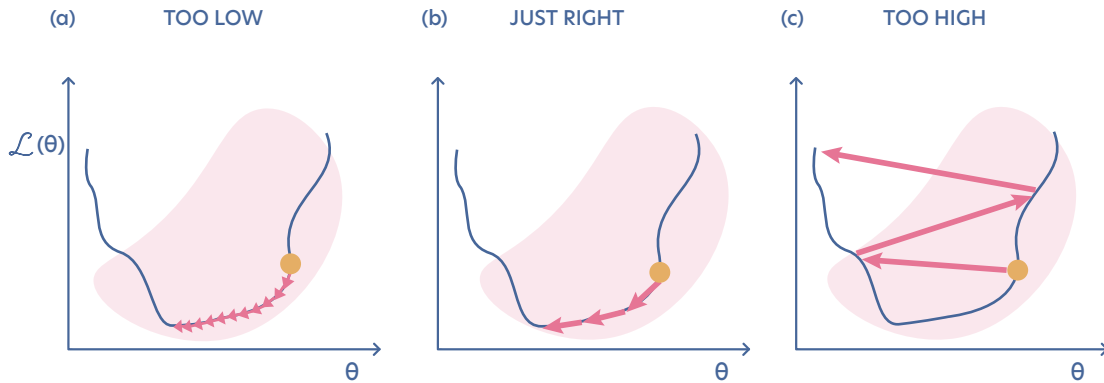 (a) TOO LOW
(b) JUST RIGHT
(c) TOO HIGH
ℒ(θ)
θ
θ
θ